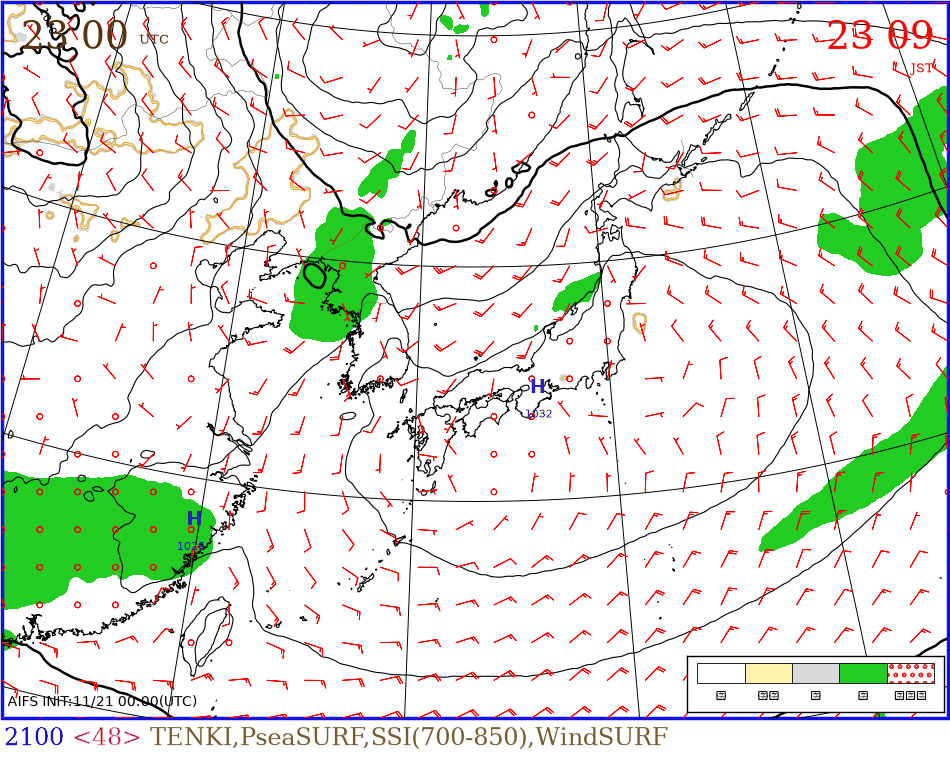 23 00 UTC
23 09
JST
H
1032
H
0
AIFS INIT:11/21 00:00(UTC)
2100 <48> TENKI,PseaSURF,SSI(700-850),WindSURF